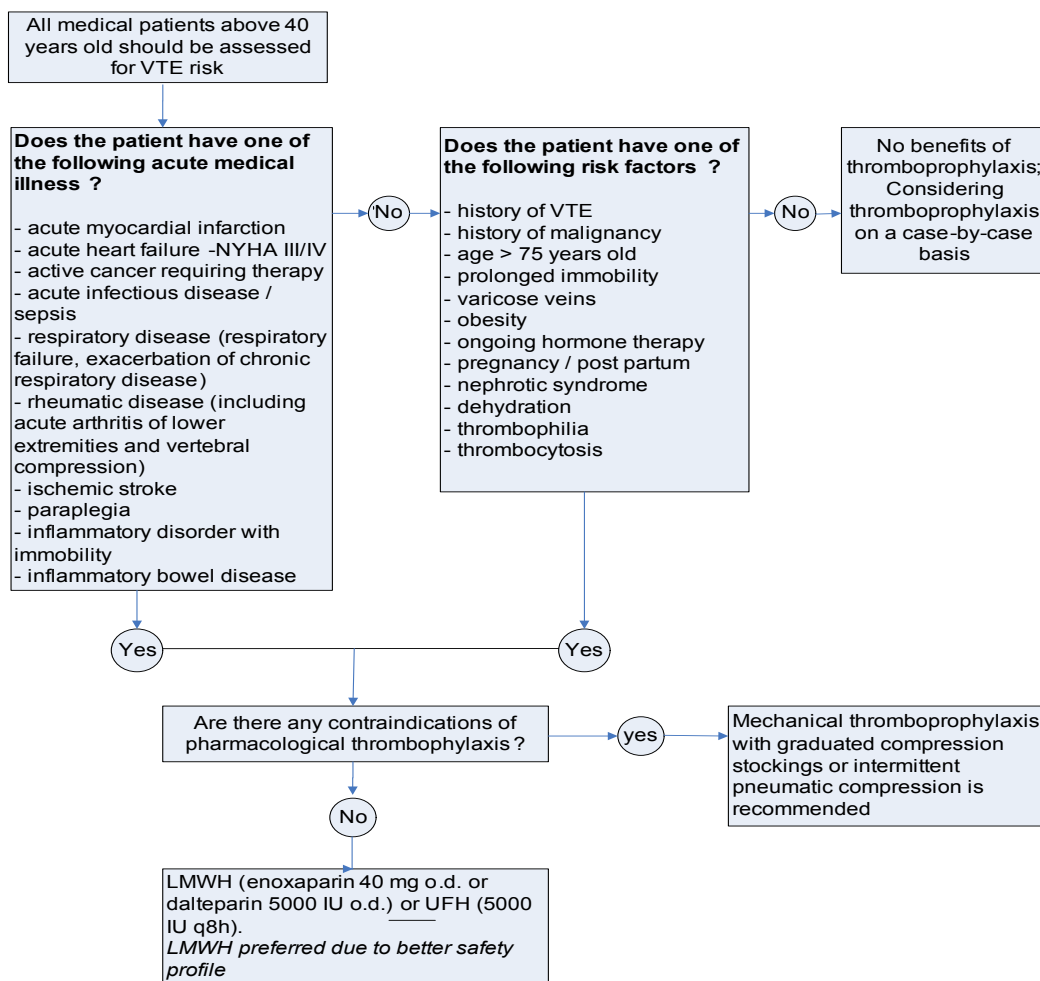 All medical patients above 40
years old should be assessed
for VTE risk
Does the patient have one of
the following acute medical
illness ?
- acute myocardial infarction
- acute heart failure -NYHA III/IV
- active cancer requiring therapy
- acute infectious disease /
sepsis
- respiratory disease (respiratory
failure, exacerbation of chronic
respiratory disease)
- rheumatic disease (including
acute arthritis of lower
extremities and vertebral
compression)
- ischemic stroke
- paraplegia
- inflammatory disorder with
immobility
- inflammatory bowel disease
'No
Does the patient have one of
the following risk factors ?
- history of VTE
- history of malignancy
- age > 75 years old
- prolonged immobility
- varicose veins
- obesity
- ongoing hormone therapy
- pregnancy / post partum
- nephrotic syndrome
- dehydration
- thrombophilia
- thrombocytosis
No
No benefits of
thromboprophylaxis;
Considering
thromboprophylaxis
on a case-by-case
basis
Yes
Yes
Are there any contraindications of
pharmacological thrombophylaxis ?
yes
Mechanical thromboprophylaxis
with graduated compression
stockings or intermittent
pneumatic compression is
recommended
No
LMWH (enoxaparin 40 mg o.d. or
dalteparin 5000 IU o.d.) or UFH (5000
IU q8h).
LMWH preferred due to better safety
profile